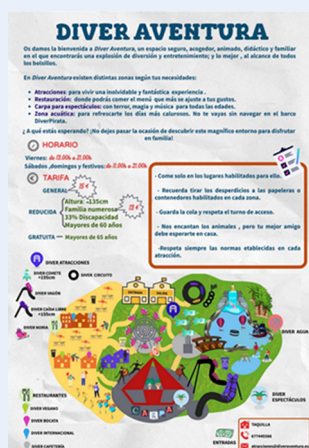 DIVER AVENTURA
Os damos la bienvenida a Diver Aventura, un espacio seguro, acogedor, animado, didáctico y familiar
en el que encontrarás una explosión de diversión y entretenimiento; y lo mejor , al alcance de todos
los bolsillos.
En Diver Aventura existen distintas zonas según tus necesidades:
Atracciones: para vivir una inolvidable y fantástica experiencia .
Restauración: donde podrás comer el menú que más se ajuste a tus gustos.
Carpa para espectáculos: con terror, magia y música para todas las edades.
Zona acuática: para refrescarte los días más calurosos. No te vayas sin navegar en el barco
DiverPirata.
¿ A qué estás esperando! ¡No dejes pasar la ocasión de descubrir este magnífico entorno para disfrutar
en familia!
HORARIO
Viernes: de 13.00h a 21.00h
Sábados ,domingos y festivos: de 11.00h a 21.00h
TARIFA
GENERAL 15 €
REDUCIDA
Altura: <135cm
Familia numerosa
33% Discapacidad
Mayores de 60 años
GRATUITA — Mayores de 65 años
- Come solo en los lugares habilitados para ello.
- Recuerda tirar los desperdicios a las papeleras o
contenedores habilitados en cada zona.
- Guarda la cola y respeta el turno de acceso.
- Nos encantan los animales , pero tu mejor amigo
debe esperarte en casa.
-Respeta siempre las normas establecidas en cada
atracción.
DIVER ATRACCIONES
DIVER COHETE
+135cm
DIVER CIRCUITO
DIVER VAGÓN
DIVER CAÍDA LIBRE
+135cm
DIVER NORIA
ENTRADA
SALIDA
CARPA
DIVER AGUA
DIVER
ESPECTÁCULOS
RESTAURANTES
DIVER VEGANO
DIVER BOCATA
DIVER INTERNACIONAL
DIVER CAFETERÍA
ENTRADAS
TAQUILLA